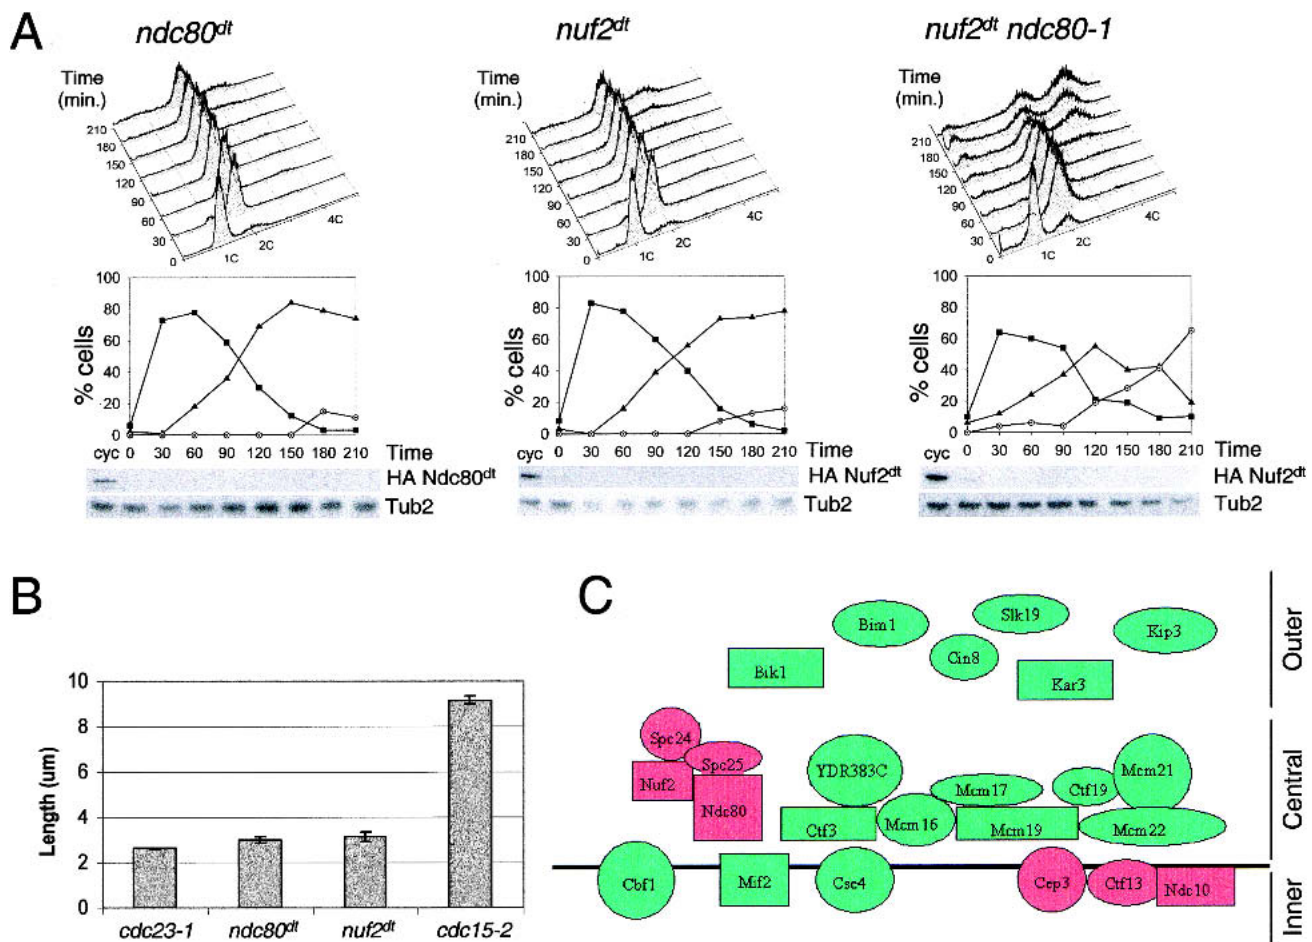 A
ndc80dt
nuf2dt
nuf2dt ndc80-1
Time
(min.)
210
180
150
120
90
60
30
0
1C
2C
4C
Time
(min.)
210
180
150
120
90
60
30
0
1C
2C
4C
Time
(min.)
210
180
150
120
90
60
30
0
1C
2C
4C
% cells
100
80
60
40
20
0
cyc 0 30 60 90 120 150 180 210 Time
HA Ndc80dt
Tub2
% cells
100
80
60
40
20
0
cyc 0 30 60 90 120 150 180 210 Time
HA Nuf2dt
Tub2
% cells
100
80
60
40
20
0
cyc 0 30 60 90 120 150 180 210 Time
HA Nuf2dt
Tub2
B
Length (um)
10
8
6
4
2
0
cdc23-1 ndc80dt nuf2dt cdc15-2
C
Bim1
Slk19
Kip3
Cin8
Bik1
Kar3
Outer
Spc24
Spc25
Nuf2
Ndc80
YDR383C
Mcm21
Mcm17
Ctf19
Ctf3
Mcm16
Mcm19
Mcm22
Central
Cbf1
Mif2
Cse4
Cep3
Ctf13
Ndc10
Inner